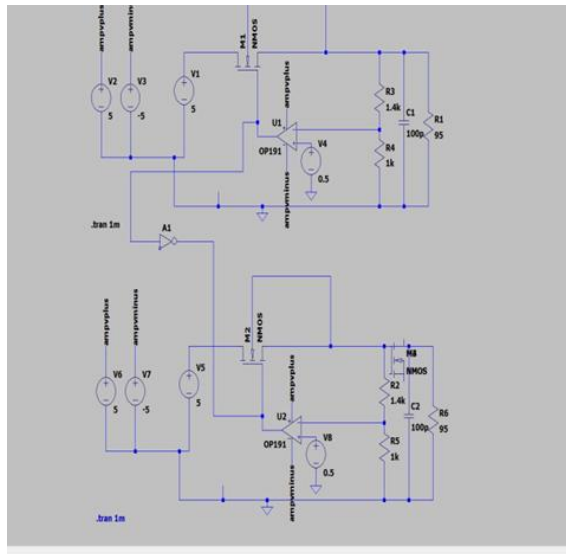 ampvplus
ampvminus
M1
NMOS
V2
5
V3
-5
V1
5
ampvplus
U1
OP191
ampvminus
V4
0.5
R3
1.4k
R4
1k
C1
100p
R1
95
.tran 1m
A1
ampvplus
ampvminus
M2
NMOS
V6
5
V7
-5
V5
5
ampvplus
U2
OP191
ampvminus
V8
0.5
R2
1.4k
R5
1k
NMOS
C2
100p
R6
95
.tran 1m